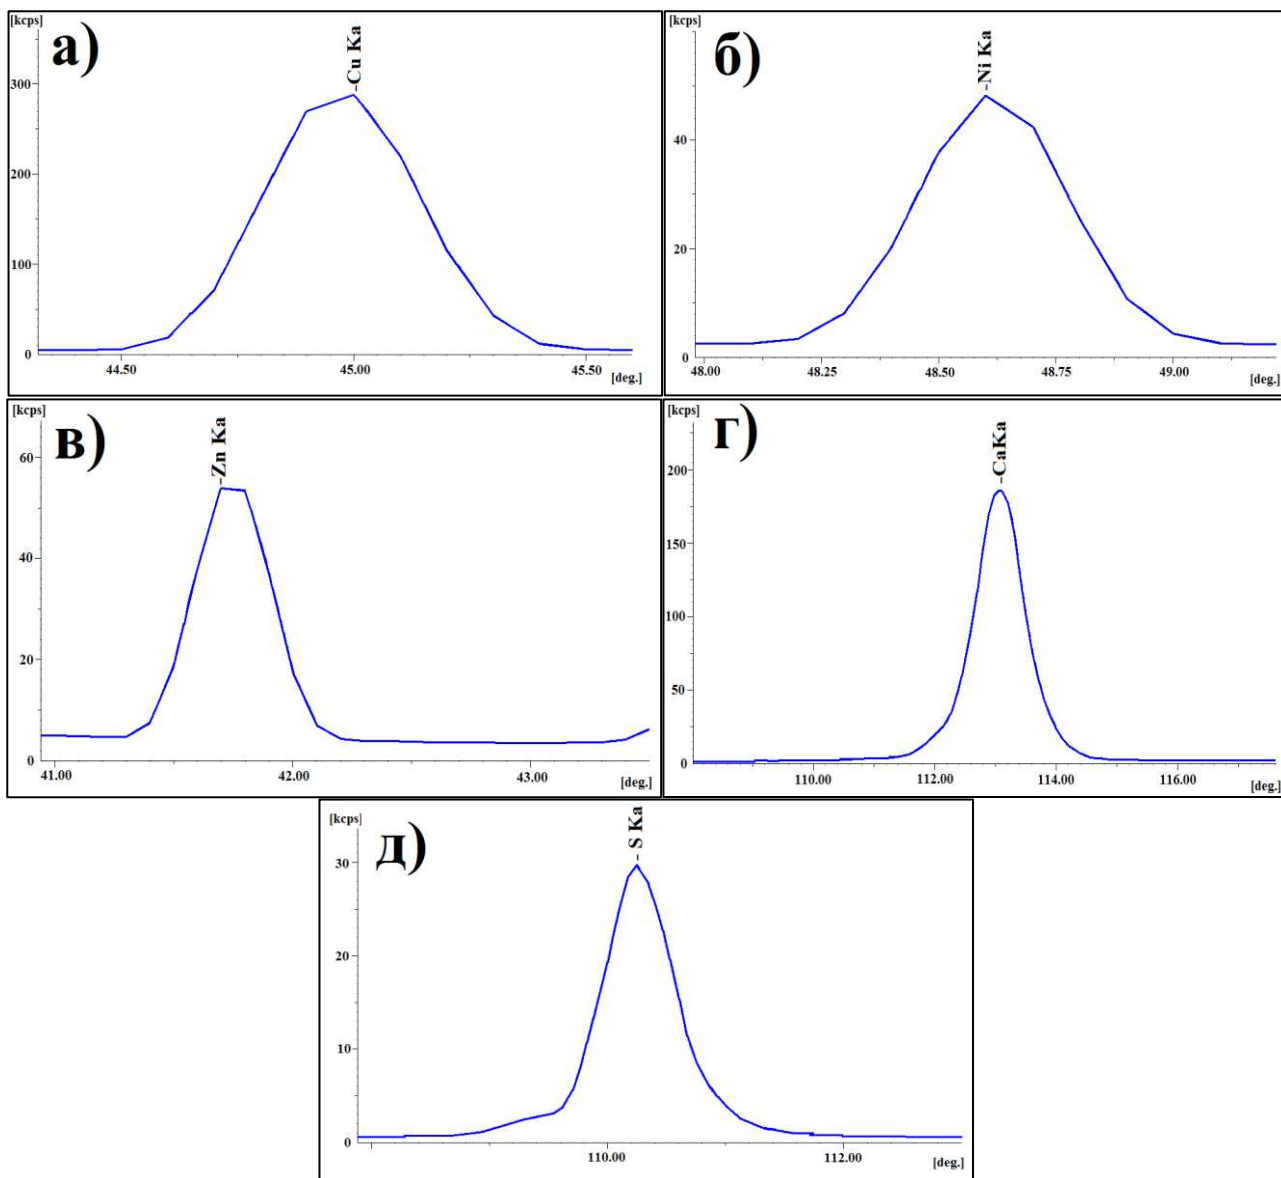 [kcps]
а)
Cu Ka
300
200
100
0
44.50
45.00
45.50
[deg.]
[kcps]
б)
Ni Ka
40
20
0
48.00
48.25
48.50
48.75
49.00
[deg.]
[kcps]
в)
Zn Ka
60
40
20
0
41.00
42.00
43.00
[deg.]
[kcps]
г)
CaKa
200
150
100
50
0
110.00
112.00
114.00
116.00
[deg.]
[kcps]
д)
S Ka
30
20
10
0
110.00
112.00
[deg.]